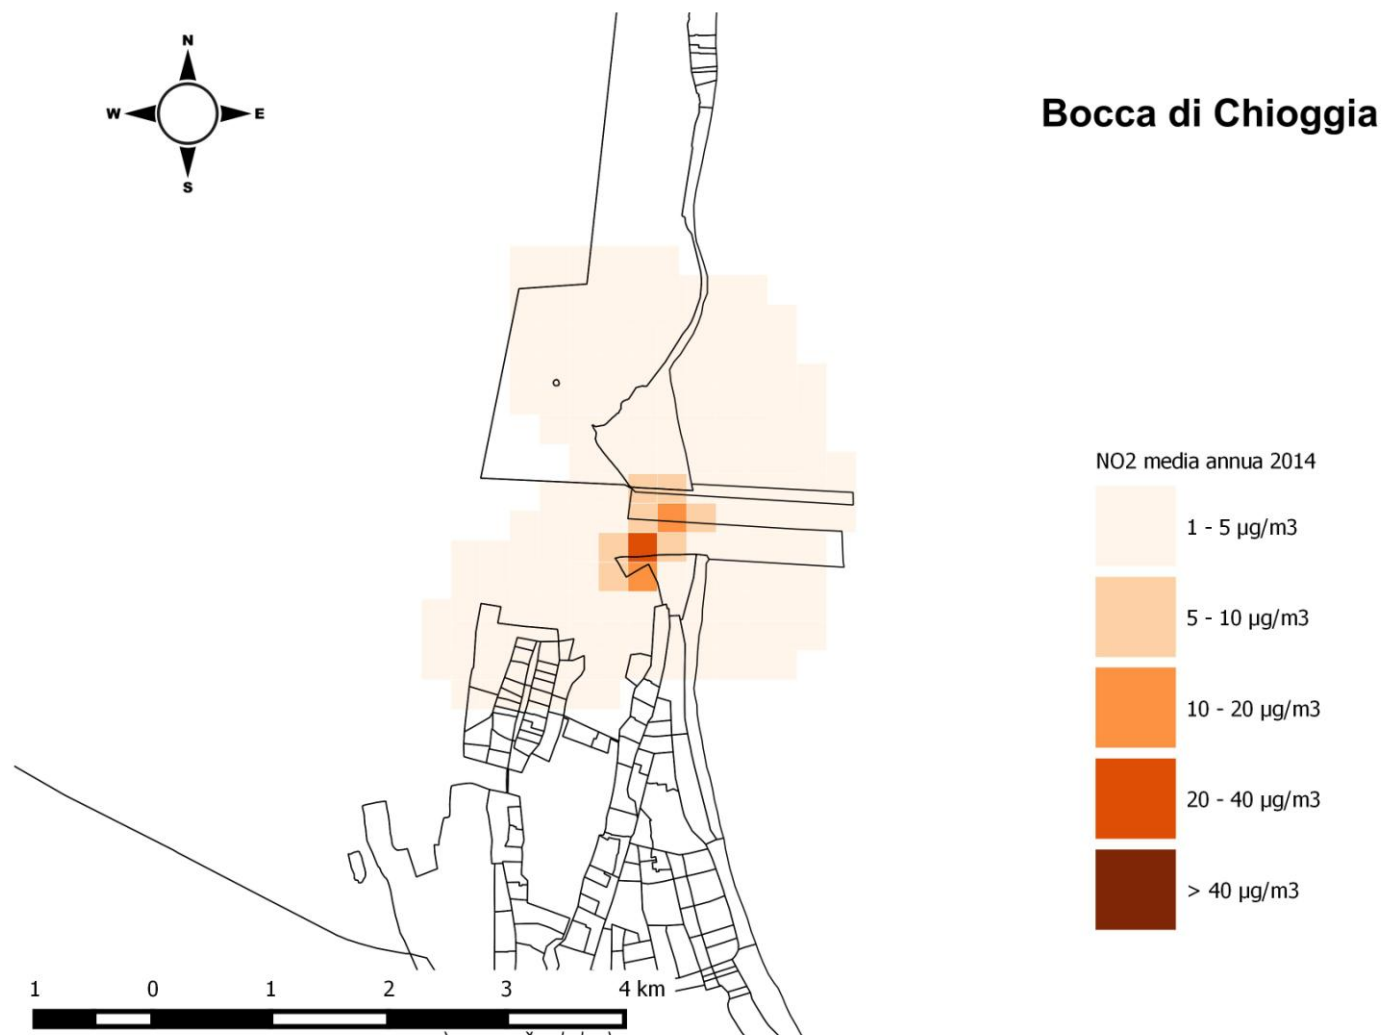 N
W E
S
Bocca di Chioggia
NO2 media annua 2014
1 - 5 µg/m3
5 - 10 µg/m3
10 - 20 µg/m3
20 - 40 µg/m3
> 40 µg/m3
1 0 1 2 3 4 km